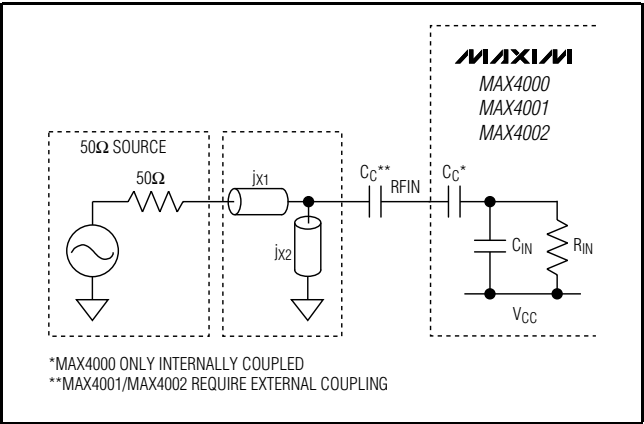 MAXIM
MAX4000
MAX4001
MAX4002
50Ω SOURCE
50Ω
jX1
jX2
CC**
RFIN
CC*
CIN
RIN
VCC
*MAX4000 ONLY INTERNALLY COUPLED
**MAX4001/MAX4002 REQUIRE EXTERNAL COUPLING